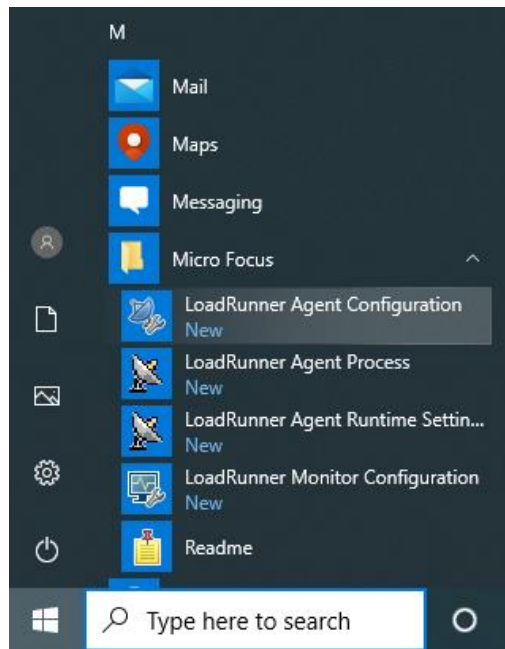 M
Mail
Maps
Messaging
Micro Focus
LoadRunner Agent Configuration
New
LoadRunner Agent Process
New
LoadRunner Agent Runtime Settin...
New
LoadRunner Monitor Configuration
New
Readme
Type here to search